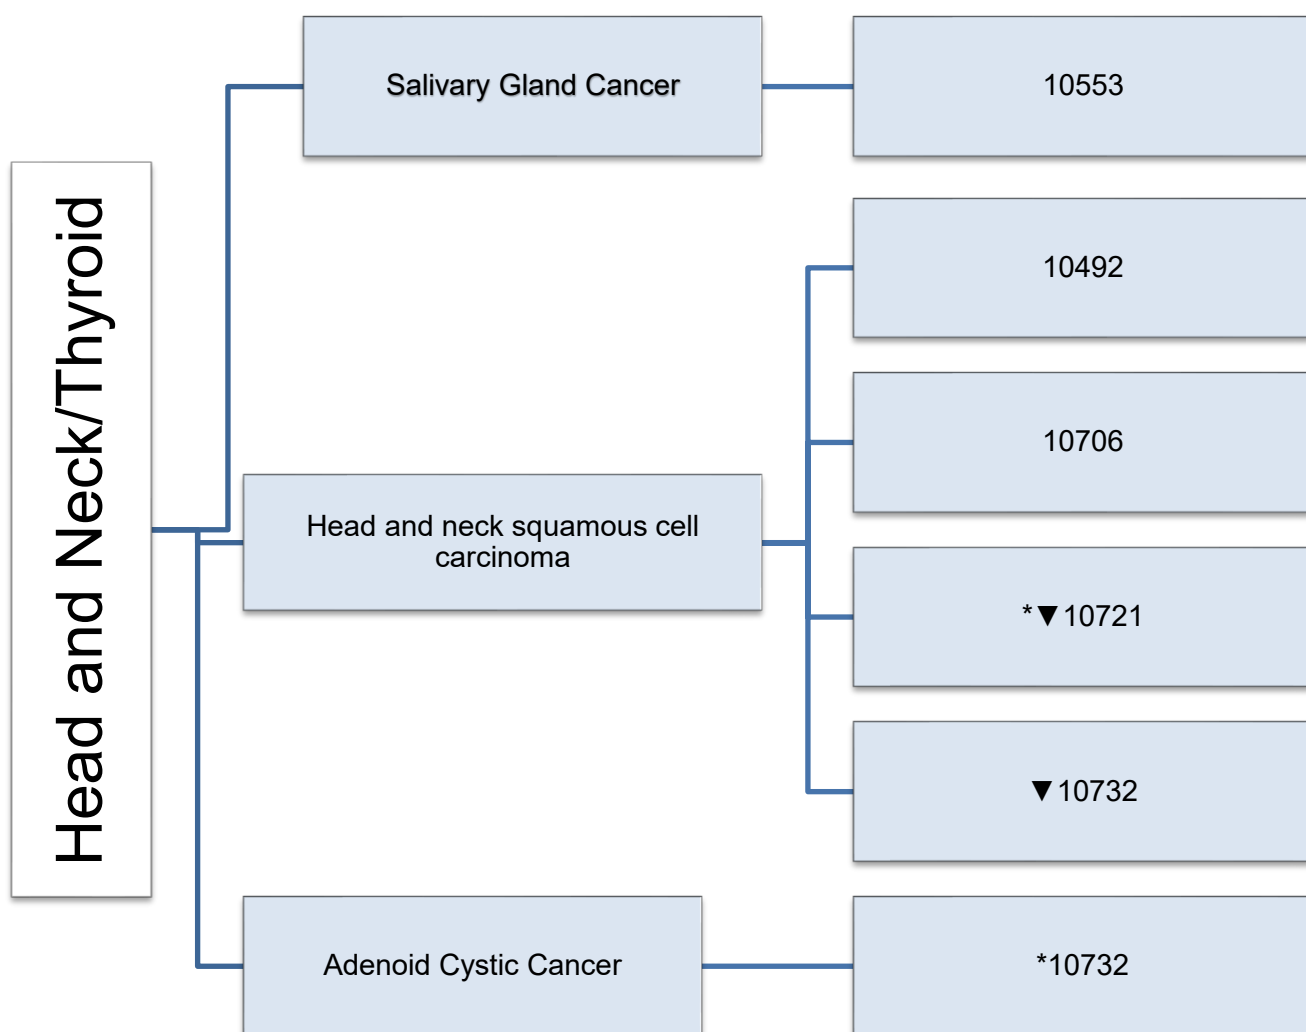 Head and Neck/Thyroid
Salivary Gland Cancer
10553
Head and neck squamous cell
carcinoma
10492
10706
*▼10721
▼10732
Adenoid Cystic Cancer
*10732